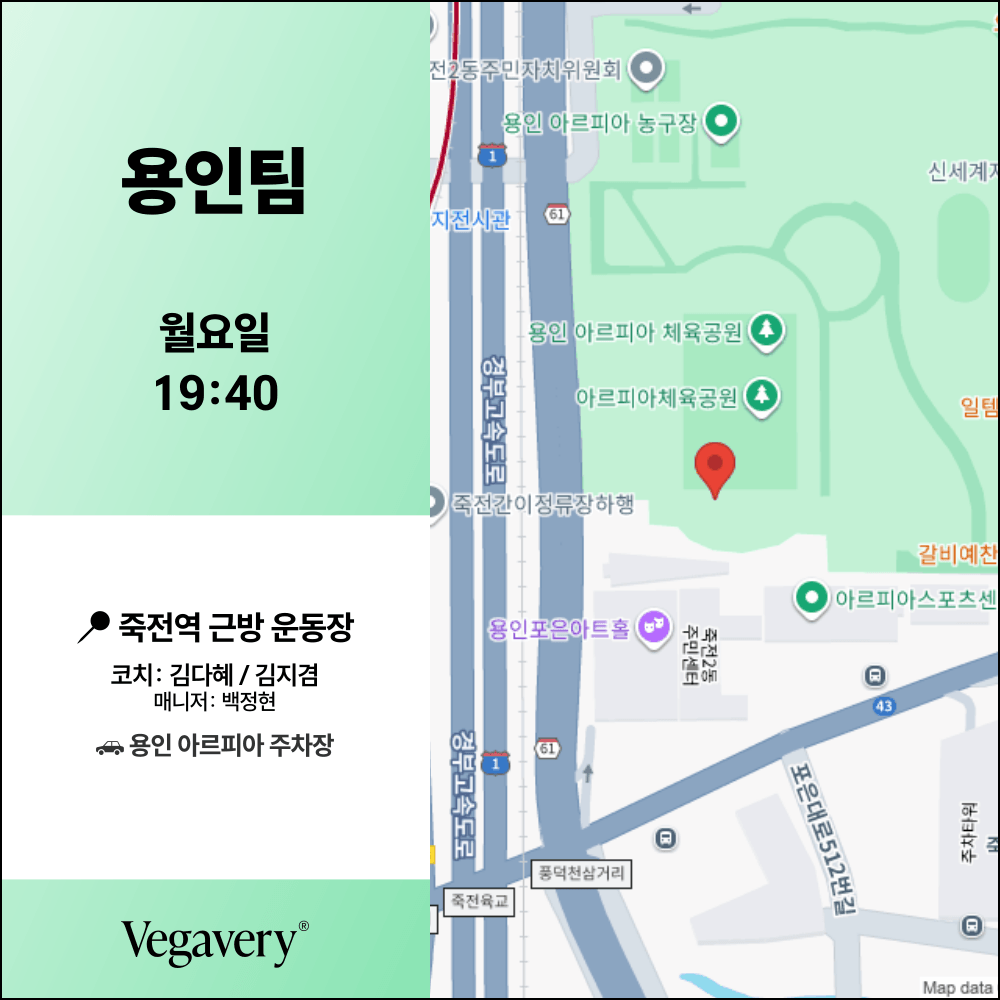 용인팀
월요일
19:40
죽전역 근방 운동장
코치: 김다혜 / 김지겸
매니저: 백정현
용인 아르피아 주차장
Vegavery®
전2동주민자치위원회
용인 아르피아 농구장
1
신세계
61
지전시관
용인 아르피아 체육공원
경부고속도로
아르피아체육공원
일템
죽전간이정류장하행
갈비예찬
아르피아스포츠센
용인포은아트홀
죽전2동
주민센터
43
경부고속도로
1
61
포은대로512번길
주차타워
풍덕천삼거리
죽전육교
Map data